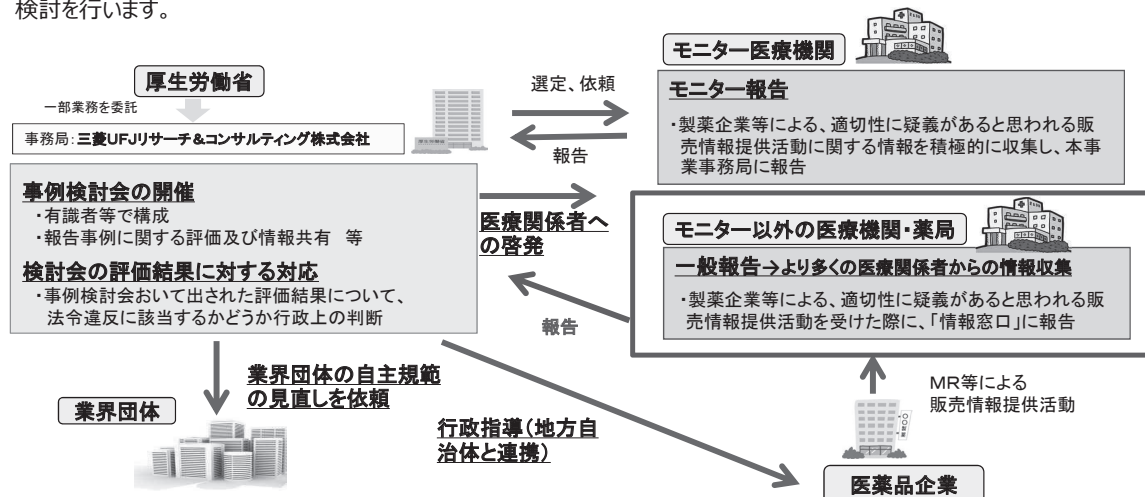 検討を行います。
厚生労働省
一部業務を委託
事務局：三菱UFJリサーチ&コンサルティング株式会社
事例検討会の開催
・有識者等で構成
・報告事例に関する評価及び情報共有　等
検討会の評価結果に対する対応
・事例検討会おいて出された評価結果について、
法令違反に該当するかどうか行政上の判断
選定、依頼
報告
モニター医療機関
モニター報告
・製薬企業等による、適切性に疑義があると思われる販
売情報提供活動に関する情報を積極的に収集し、本事
業事務局に報告
医療関係者へ
の啓発
報告
モニター以外の医療機関・薬局
一般報告→より多くの医療関係者からの情報収集
・製薬企業等による、適切性に疑義があると思われる販
売情報提供活動を受けた際に、「情報窓口」に報告
業界団体の自主規範
の見直しを依頼
業界団体
行政指導（地方自
治体と連携）
MR等による
販売情報提供活動
医薬品企業